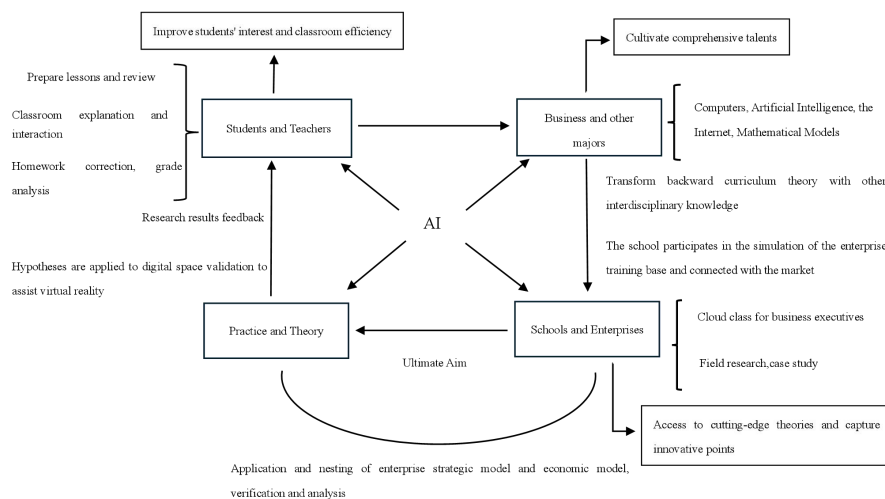 Improve students' interest and classroom efficiency
Cultivate comprehensive talents
Prepare lessons and review
Classroom explanation and
interaction
Homework correction, grade
analysis
Students and Teachers
Business and other
majors
Computers, Artificial Intelligence, the
Internet, Mathematical Models
Transform backward curriculum theory with other
interdisciplinary knowledge
Research results feedback
AI
The school participates in the simulation of the enterprise
training base and connected with the market
Hypotheses are applied to digital space validation to
assist virtual reality
Practice and Theory
Schools and Enterprises
Cloud class for business executives
Field research,case study
Ultimate Aim
Access to cutting-edge theories and capture
innovative points
Application and nesting of enterprise strategic model and economic model,
verification and analysis